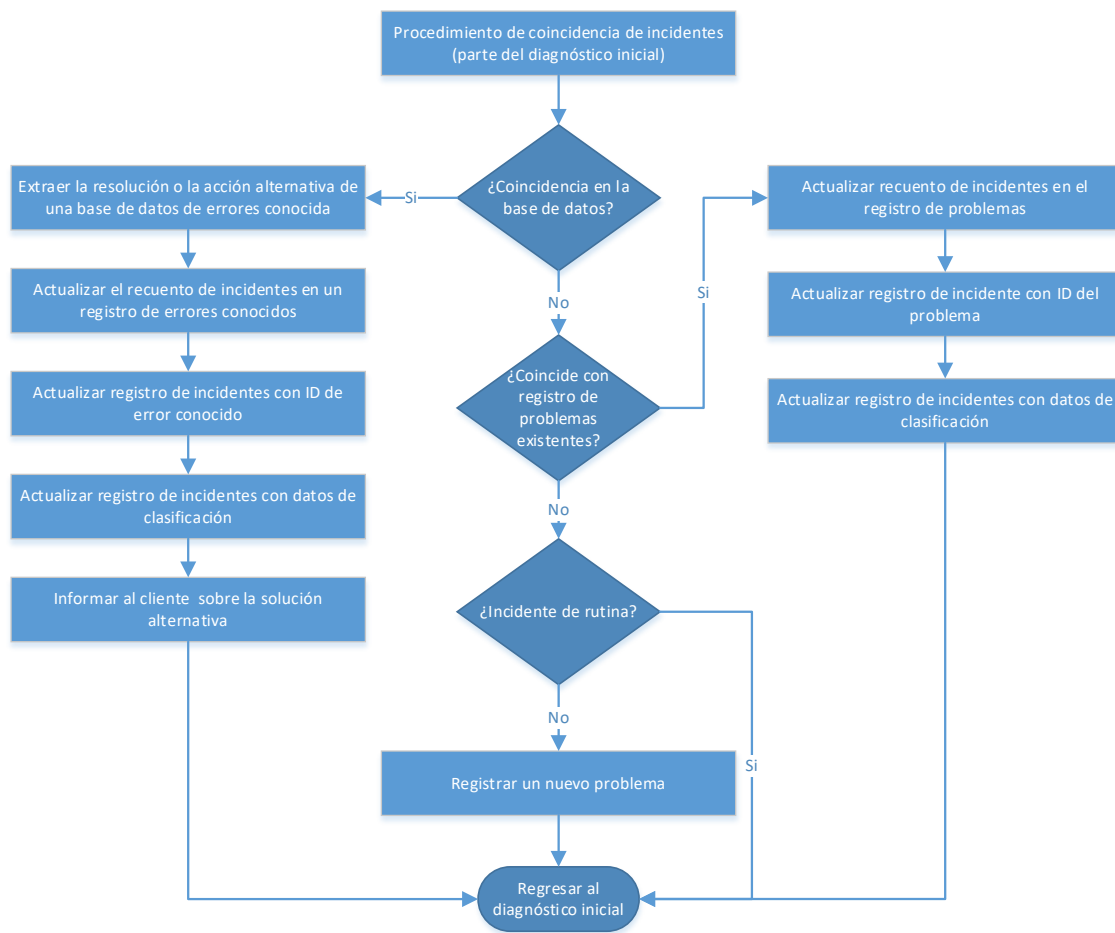 Procedimiento de coincidencia de incidentes
(parte del diagnóstico inicial)
¿Coincidencia en la
base de datos?
Si
Extraer la resolución o la acción alternativa de
una base de datos de errores conocida
Actualizar el recuento de incidentes en un
registro de errores conocidos
Actualizar registro de incidentes con ID de
error conocido
Actualizar registro de incidentes con datos de
clasificación
Informar al cliente  sobre la solución
alternativa
No
¿Coincide con
registro de
problemas
existentes?
Si
Actualizar recuento de incidentes en el
registro de problemas
Actualizar registro de incidente con ID del
problema
Actualizar registro de incidentes con datos de
clasificación
No
¿Incidente de rutina?
No
Si
Registrar un nuevo problema
Regresar al
diagnóstico inicial